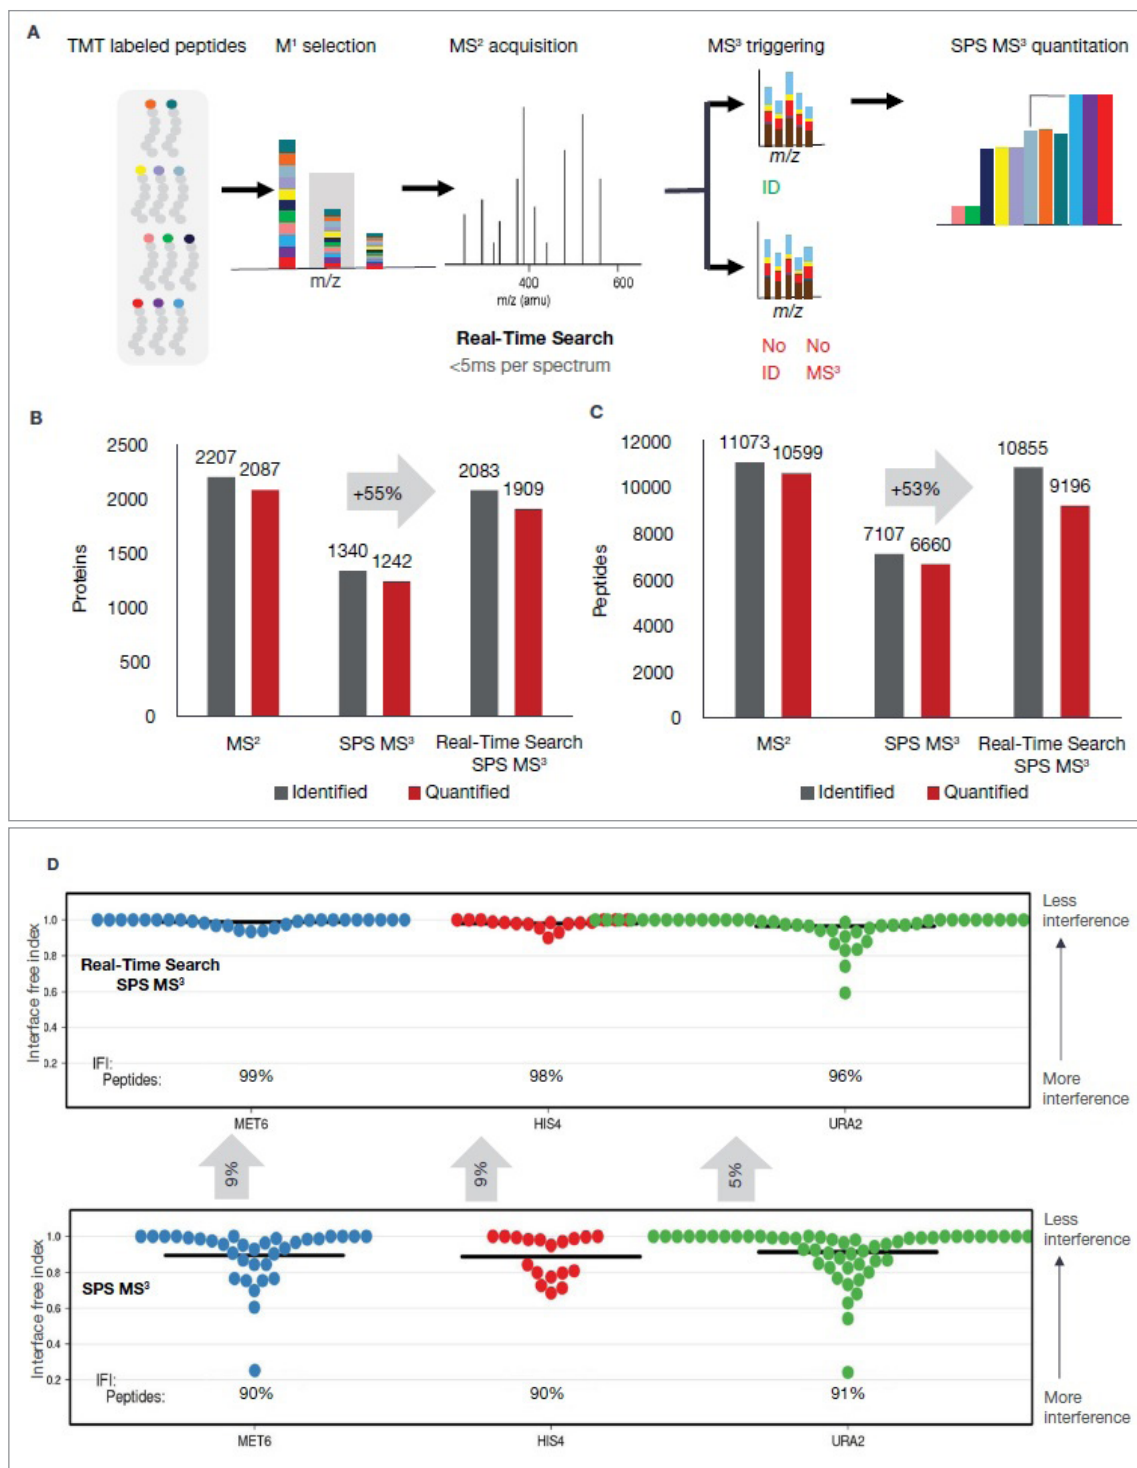 A
TMT labeled peptides M¹ selection MS² acquisition MS³ triggering SPS MS³ quantitation
m/z
400 600
m/z (amu)
Real-Time Search
<5ms per spectrum
m/z
ID
m/z
No No
ID MS³
B
2500
2000
1500
1000
500
0
Proteins
2207
2087
+55%
1340
1242
2083
1909
MS² SPS MS³ Real-Time Search
SPS MS³
Identified Quantified
C
12000
10000
8000
6000
4000
2000
0
Peptides
11073
10599
+53%
7107
6660
10855
9196
MS² SPS MS³ Real-Time Search
SPS MS³
Identified Quantified
D
Interface free index
1.0
0.8
0.6
0.4
0.2
Real-Time Search
SPS MS³
IFI:
Peptides: 99% 98% 96%
MET6 HIS4 URA2
Less
interference
More
interference
9% 9% 5%
Interface free index
1.0
0.8
0.6
0.4
0.2
SPS MS³
IFI:
Peptides: 90% 90% 91%
MET6 HIS4 URA2
Less
interference
More
interference